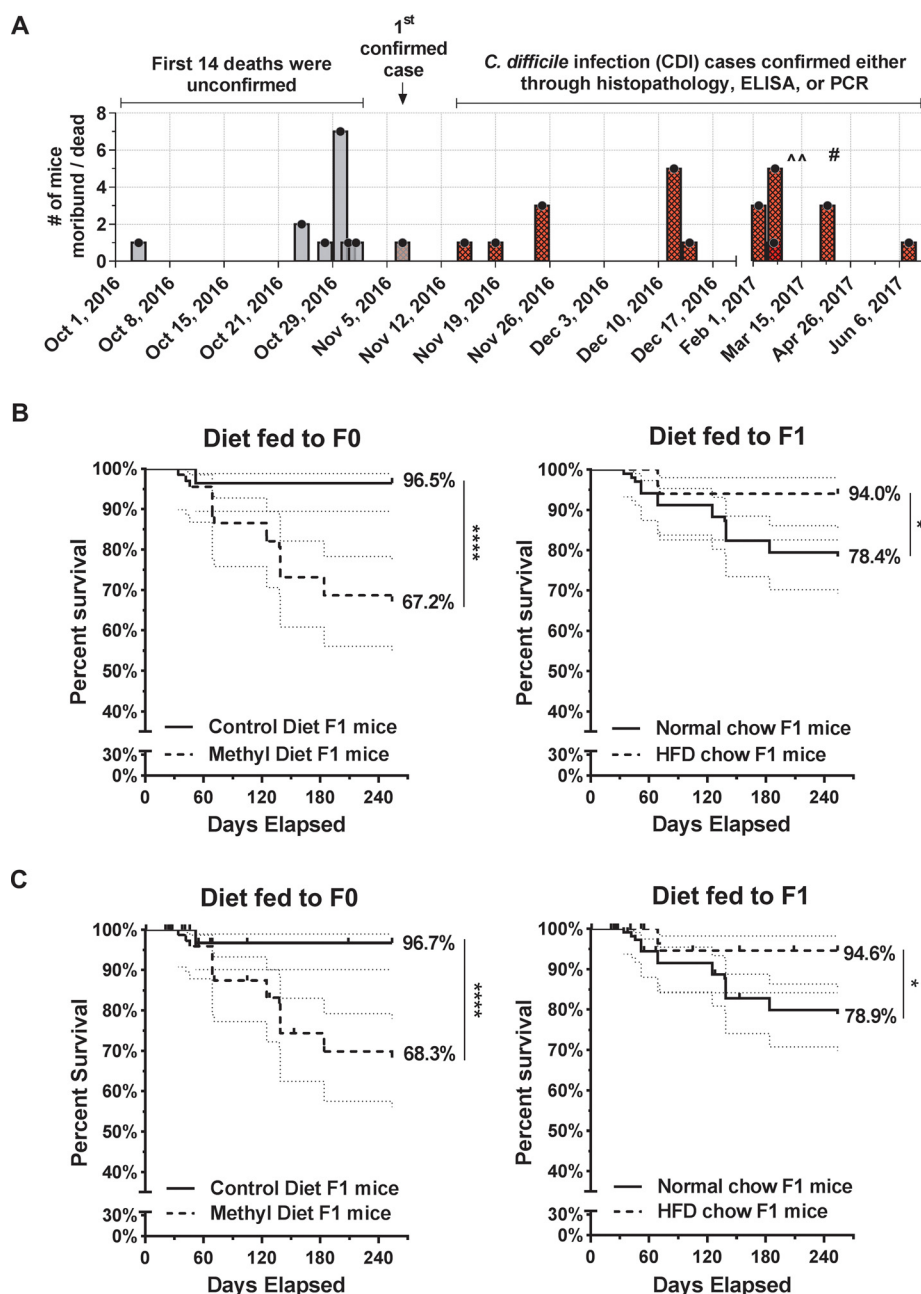 A
First 14 deaths were
unconfirmed
1st
confirmed
case
C. difficile infection (CDI) cases confirmed either
through histopathology, ELISA, or PCR
# of mice
moribund / dead
8
6
4
2
0
^^
#
Oct 1, 2016
Oct 8, 2016
Oct 15, 2016
Oct 21, 2016
Oct 29, 2016
Nov 5, 2016
Nov 12, 2016
Nov 19, 2016
Nov 26, 2016
Dec 3, 2016
Dec 10, 2016
Dec 17, 2016
Feb 1, 2017
Mar 15, 2017
Apr 26, 2017
Jun 6, 2017
B
Diet fed to F0
Percent survival
100%
90%
80%
70%
60%
50%
40%
30%
0%
96.5%
****
67.2%
Control Diet F1 mice
Methyl Diet F1 mice
0 60 120 180 240
Days Elapsed
Diet fed to F1
Percent survival
100%
90%
80%
70%
60%
50%
40%
30%
0%
94.0%
*
78.4%
Normal chow F1 mice
HFD chow F1 mice
0 60 120 180 240
Days Elapsed
C
Diet fed to F0
Percent Survival
100%
90%
80%
70%
60%
50%
40%
30%
0%
96.7%
****
68.3%
Control Diet F1 mice
Methyl Diet F1 mice
0 60 120 180 240
Days Elapsed
Diet fed to F1
Percent survival
100%
90%
80%
70%
60%
50%
40%
30%
0%
94.6%
*
78.9%
Normal chow F1 mice
HFD chow F1 mice
0 60 120 180 240
Days Elapsed